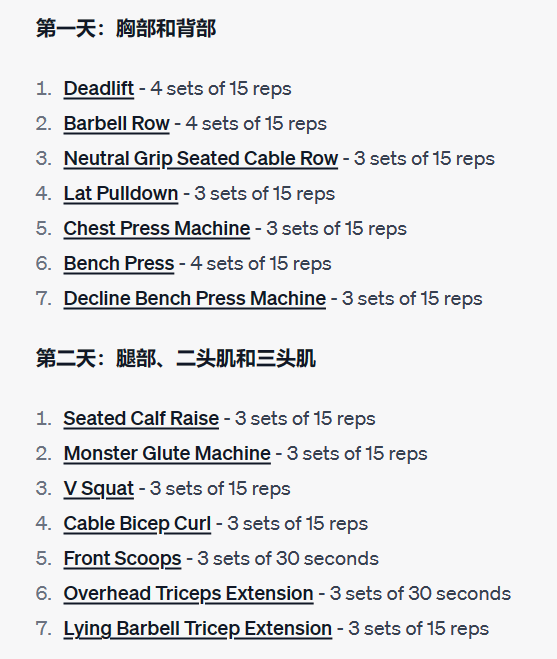 第一天：胸部和背部
1. Deadlift - 4 sets of 15 reps
2. Barbell Row - 4 sets of 15 reps
3. Neutral Grip Seated Cable Row - 3 sets of 15 reps
4. Lat Pulldown - 3 sets of 15 reps
5. Chest Press Machine - 3 sets of 15 reps
6. Bench Press - 4 sets of 15 reps
7. Decline Bench Press Machine - 3 sets of 15 reps
第二天：腿部、二头肌和三头肌
1. Seated Calf Raise - 3 sets of 15 reps
2. Monster Glute Machine - 3 sets of 15 reps
3. V Squat - 3 sets of 15 reps
4. Cable Bicep Curl - 3 sets of 15 reps
5. Front Scoops - 3 sets of 30 seconds
6. Overhead Triceps Extension - 3 sets of 30 seconds
7. Lying Barbell Tricep Extension - 3 sets of 15 reps